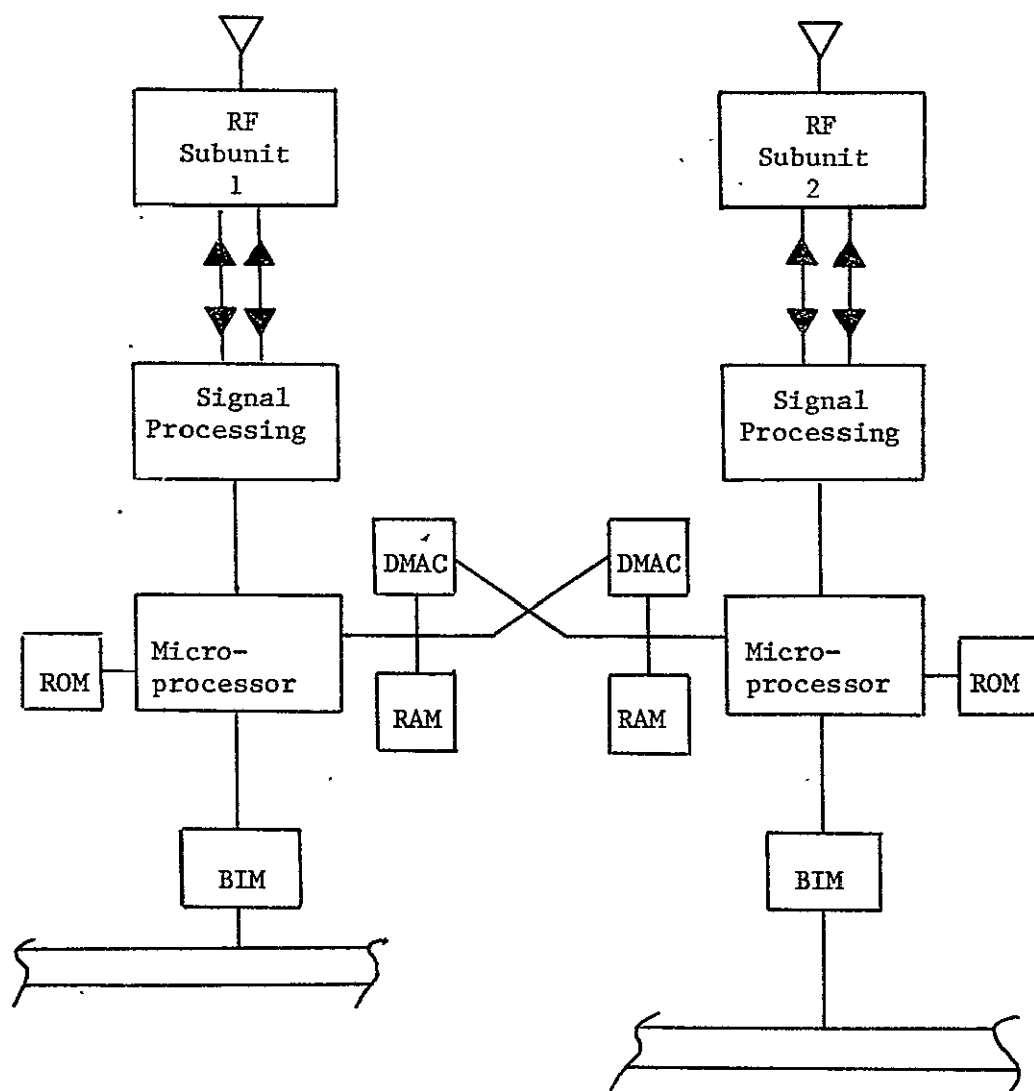 RF
Subunit
1
RF
Subunit
2
Signal
Processing
Signal
Processing
DMAC
DMAC
ROM
Micro-
processor
RAM
RAM
Micro-
processor
ROM
BIM
BIM